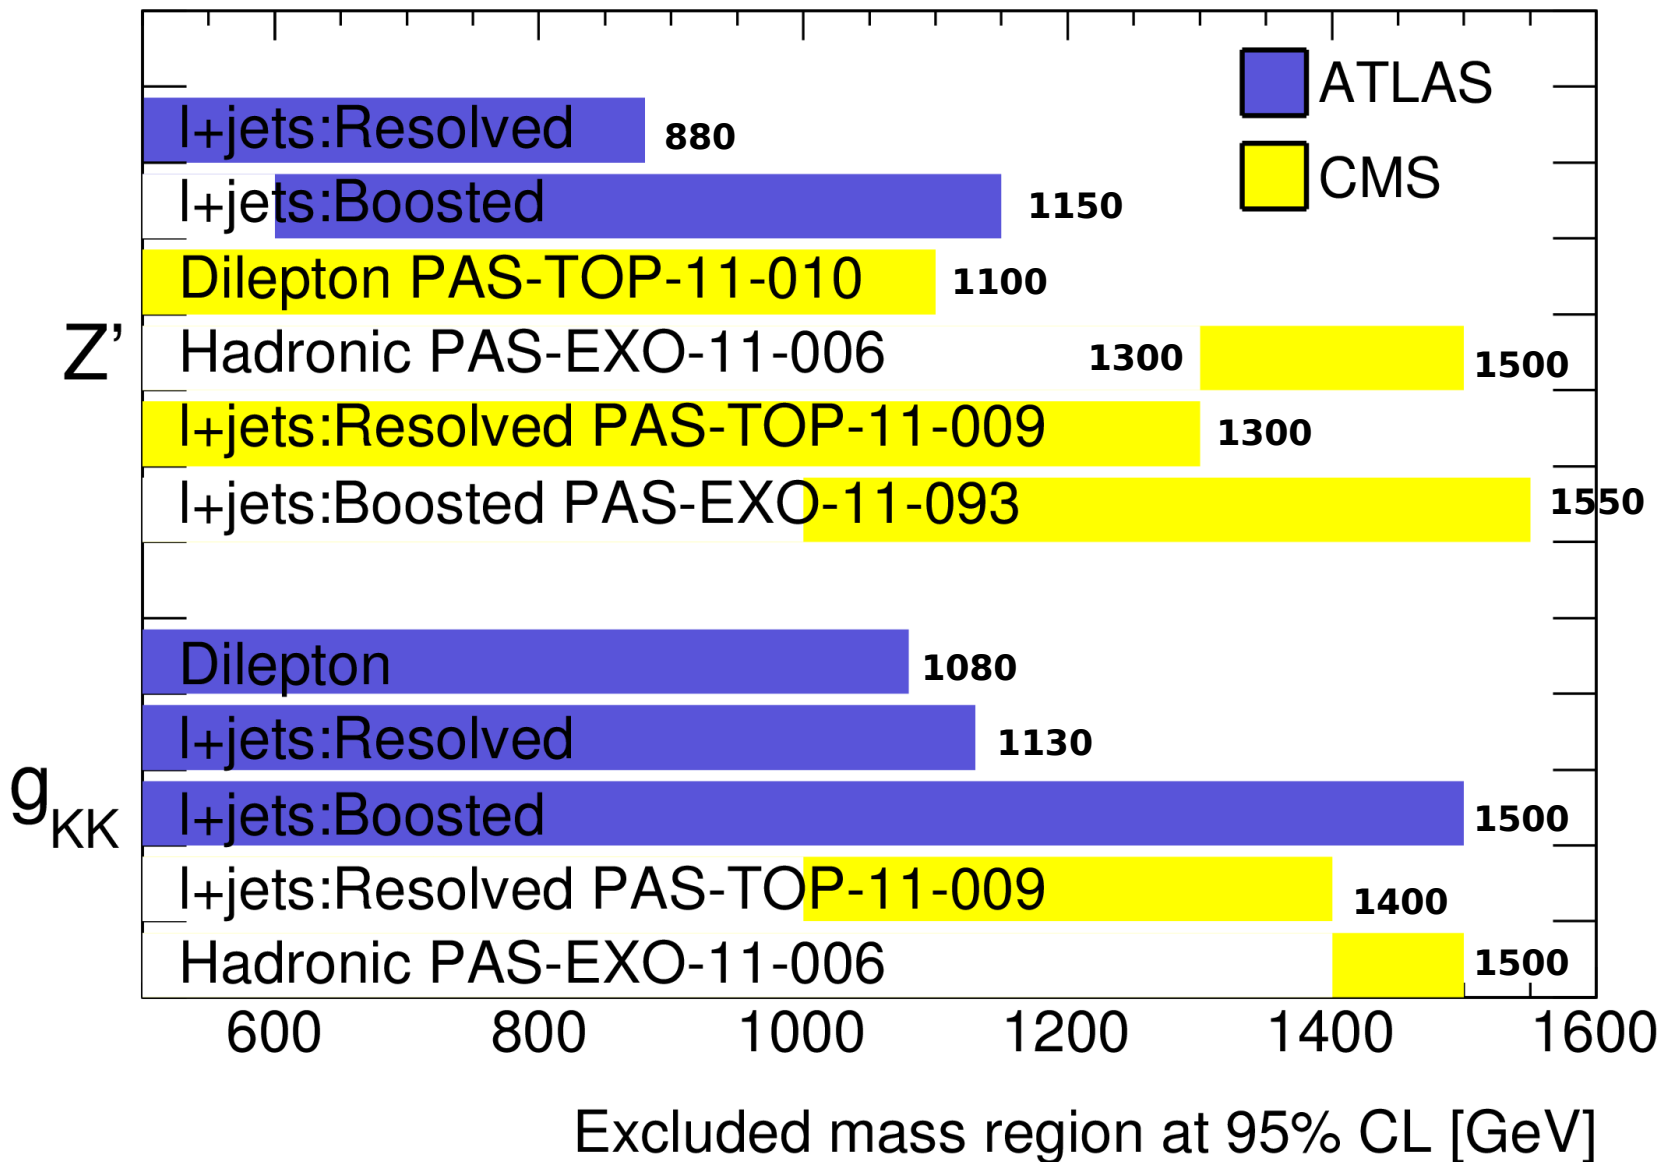 ATLAS
CMS
Z’
l+jets:Resolved 880
l+jets:Boosted 1150
Dilepton PAS-TOP-11-010 1100
Hadronic PAS-EXO-11-006 1300 1500
l+jets:Resolved PAS-TOP-11-009 1300
l+jets:Boosted PAS-EXO-11-093 1550
gKK
Dilepton 1080
l+jets:Resolved 1130
l+jets:Boosted 1500
l+jets:Resolved PAS-TOP-11-009 1400
Hadronic PAS-EXO-11-006 1500
600 800 1000 1200 1400 1600
Excluded mass region at 95% CL [GeV]